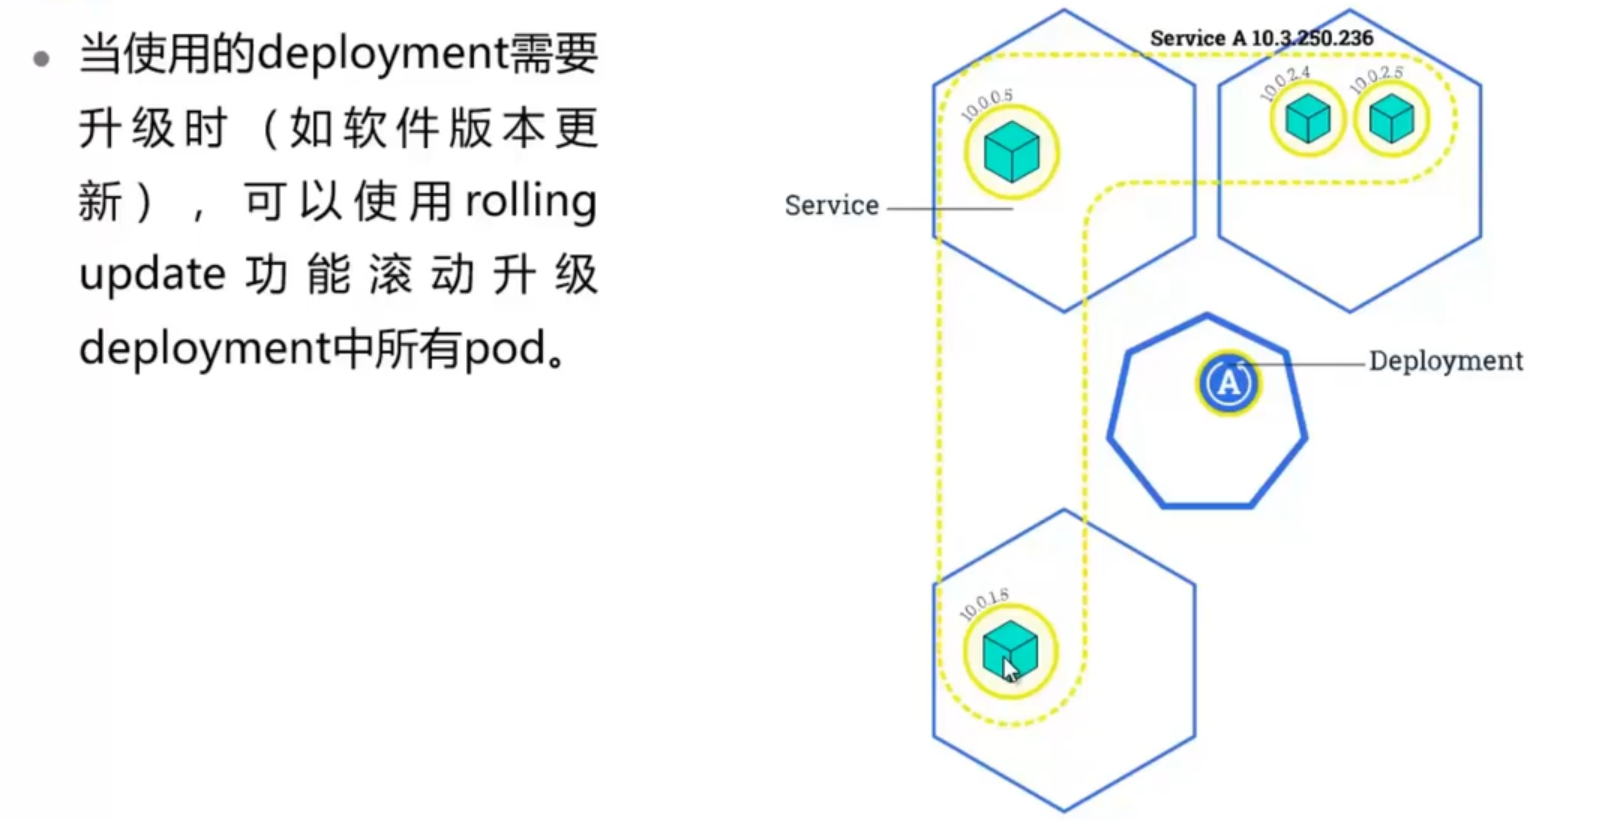 当使用的deployment需要
升级时（如软件版本更
新），可以使用rolling
update功能滚动升级
deployment中所有pod。
Service A 10.3.250.236
10.0.0.5
10.0.2.4
10.0.2.5
Service
Deployment
A
10.0.1.5